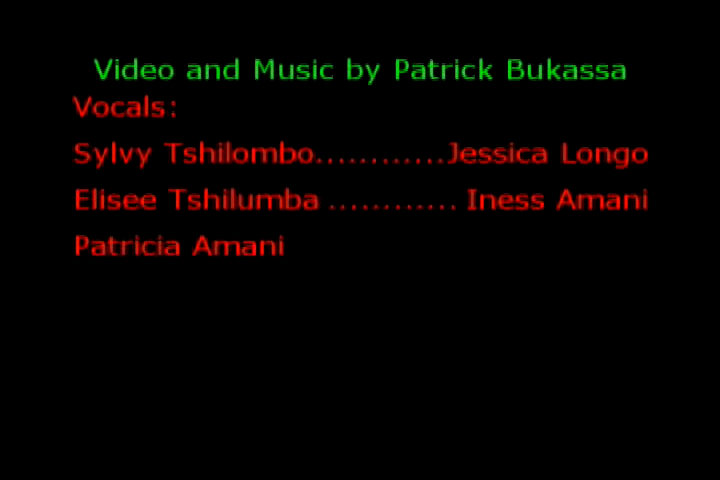 Video and Music by Patrick Bukassa
Vocals:
Sylvy Tshilombo............Jessica Longo
Elisee Tshilumba ............ Iness Amani
Patricia Amani